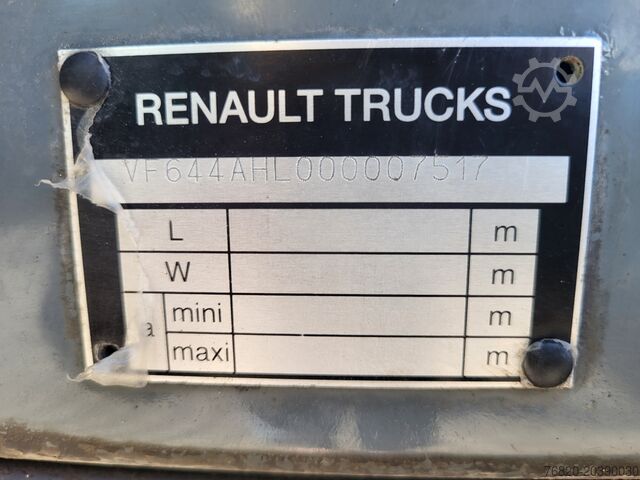 RENAULT TRUCKS
VF644AHL000007517
L m
W m
a mini m
maxi m
76820-20390030